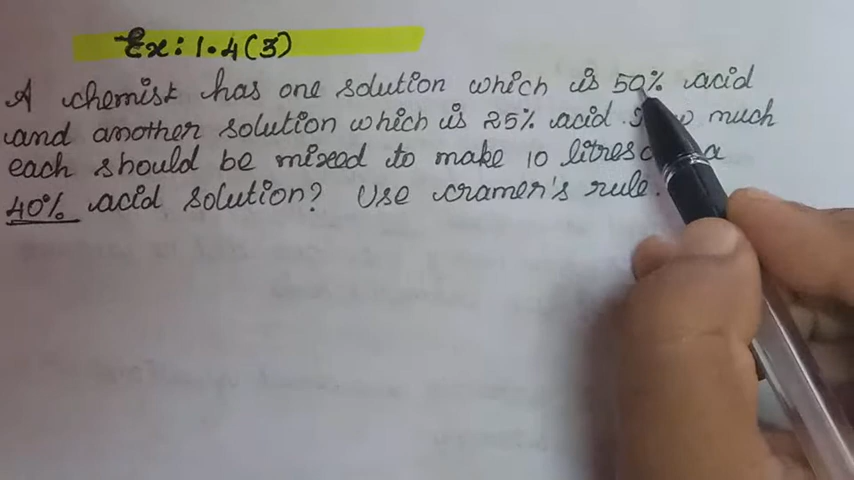 Ex: 1.4(3)
A chemist has one solution which is 50% acid
and another solution which is 25% acid. much
each should be mixed to make 10 litres a
40% acid solution? Use cramer's rule.